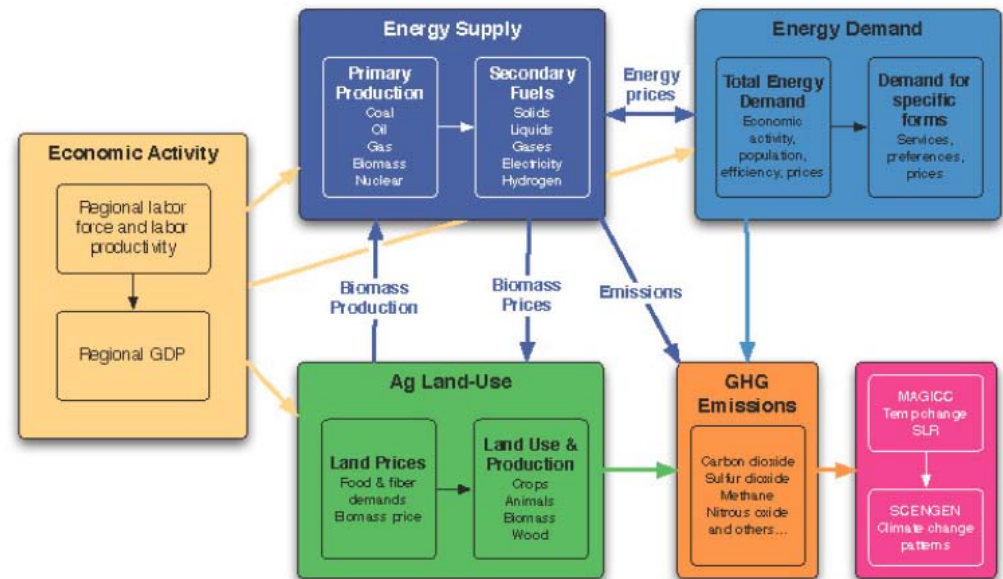 Energy Supply
Primary
Production
Coal
Oil
Gas
Biomass
Nuclear
Secondary
Fuels
Solids
Liquids
Gases
Electricity
Hydrogen
Energy
prices
Energy Demand
Total Energy
Demand
Economic
activity,
population,
efficiency, prices
Demand for
specific
forms
Services,
preferences,
prices
Economic Activity
Regional labor
force and labor
productivity
Regional GDP
Biomass
Production
Biomass
Prices
Emissions
Ag Land-Use
Land Prices
Food & fiber
demands
Biomass price
Land Use &
Production
Crops
Animals
Biomass
Wood
GHG
Emissions
Carbon dioxide
Sulfur dioxide
Methane
Nitrous oxide
and others...
MAGICC
Temp change
SLR
SCENGEN
Climate change
patterns